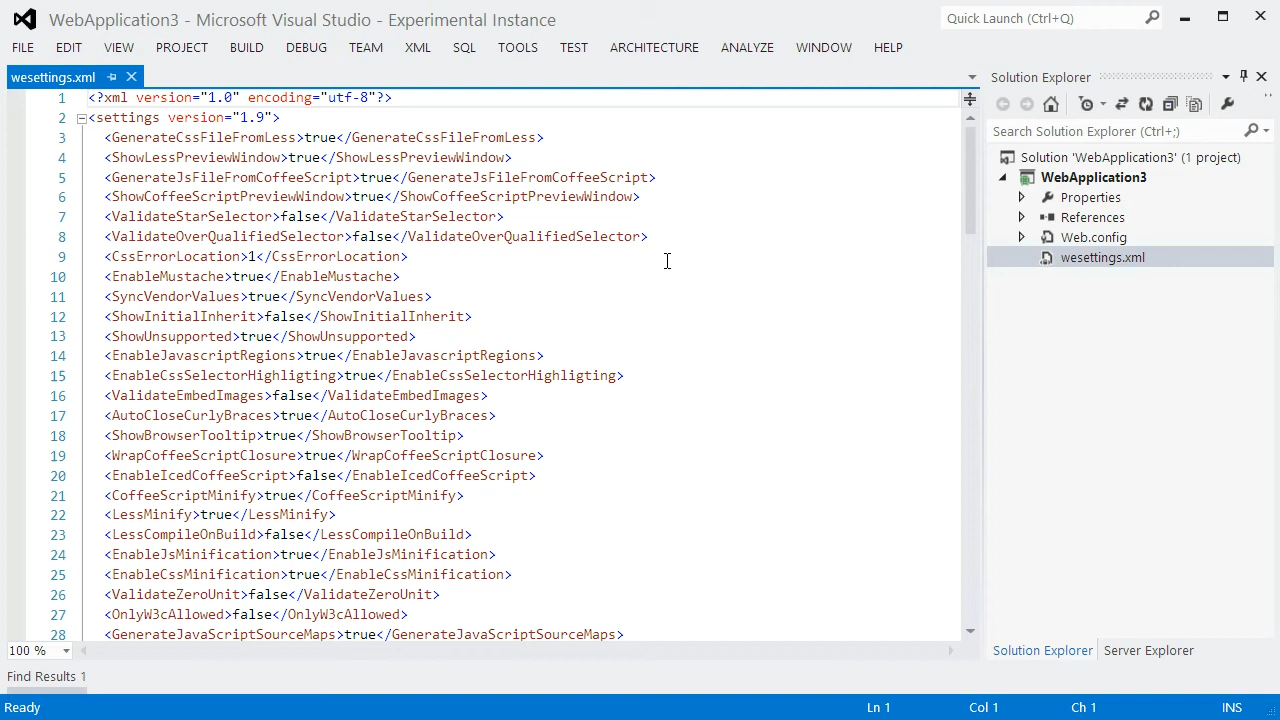 WebApplication3 - Microsoft Visual Studio - Experimental Instance
Quick Launch (Ctrl+Q)
FILE EDIT VIEW PROJECT BUILD DEBUG TEAM XML SQL TOOLS TEST ARCHITECTURE ANALYZE WINDOW HELP
wesettings.xml
1 <?xml version="1.0" encoding="utf-8"?>
2 <settings version="1.9">
3 <GenerateCssFileFromLess>true</GenerateCssFileFromLess>
4 <ShowLessPreviewWindow>true</ShowLessPreviewWindow>
5 <GenerateJsFileFromCoffeeScript>true</GenerateJsFileFromCoffeeScript>
6 <ShowCoffeeScriptPreviewWindow>true</ShowCoffeeScriptPreviewWindow>
7 <ValidateStarSelector>false</ValidateStarSelector>
8 <ValidateOverQualifiedSelector>false</ValidateOverQualifiedSelector>
9 <CssErrorLocation>1</CssErrorLocation>
10 <EnableMustache>true</EnableMustache>
11 <SyncVendorValues>true</SyncVendorValues>
12 <ShowInitialInherit>false</ShowInitialInherit>
13 <ShowUnsupported>true</ShowUnsupported>
14 <EnableJavascriptRegions>true</EnableJavascriptRegions>
15 <EnableCssSelectorHighligting>true</EnableCssSelectorHighligting>
16 <ValidateEmbedImages>false</ValidateEmbedImages>
17 <AutoCloseCurlyBraces>true</AutoCloseCurlyBraces>
18 <ShowBrowserTooltip>true</ShowBrowserTooltip>
19 <WrapCoffeeScriptClosure>true</WrapCoffeeScriptClosure>
20 <EnableIcedCoffeeScript>false</EnableIcedCoffeeScript>
21 <CoffeeScriptMinify>true</CoffeeScriptMinify>
22 <LessMinify>true</LessMinify>
23 <LessCompileOnBuild>false</LessCompileOnBuild>
24 <EnableJsMinification>true</EnableJsMinification>
25 <EnableCssMinification>true</EnableCssMinification>
26 <ValidateZeroUnit>false</ValidateZeroUnit>
27 <OnlyW3cAllowed>false</OnlyW3cAllowed>
28 <GenerateJavaScriptSourceMaps>true</GenerateJavaScriptSourceMaps>
100 %
Solution Explorer
Search Solution Explorer (Ctrl+;)
Solution 'WebApplication3' (1 project)
WebApplication3
Properties
References
Web.config
wesettings.xml
Solution Explorer Server Explorer
Find Results 1
Ready Ln 1 Col 1 Ch 1 INS